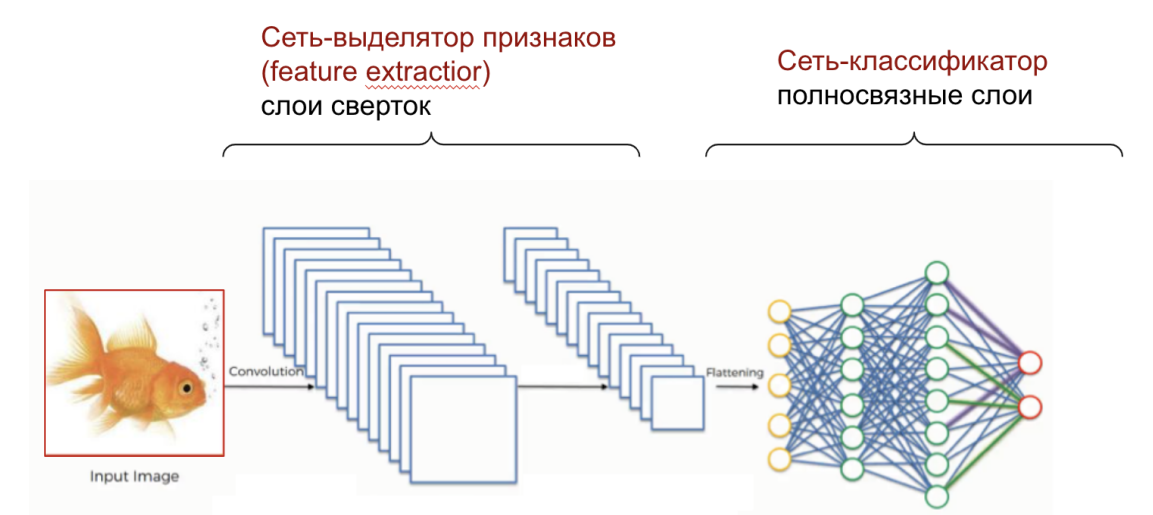 Сеть-выделятор признаков
(feature extractior)
слои сверток
Сеть-классификатор
полносвязные слои
Convolution
Flattening
Input Image